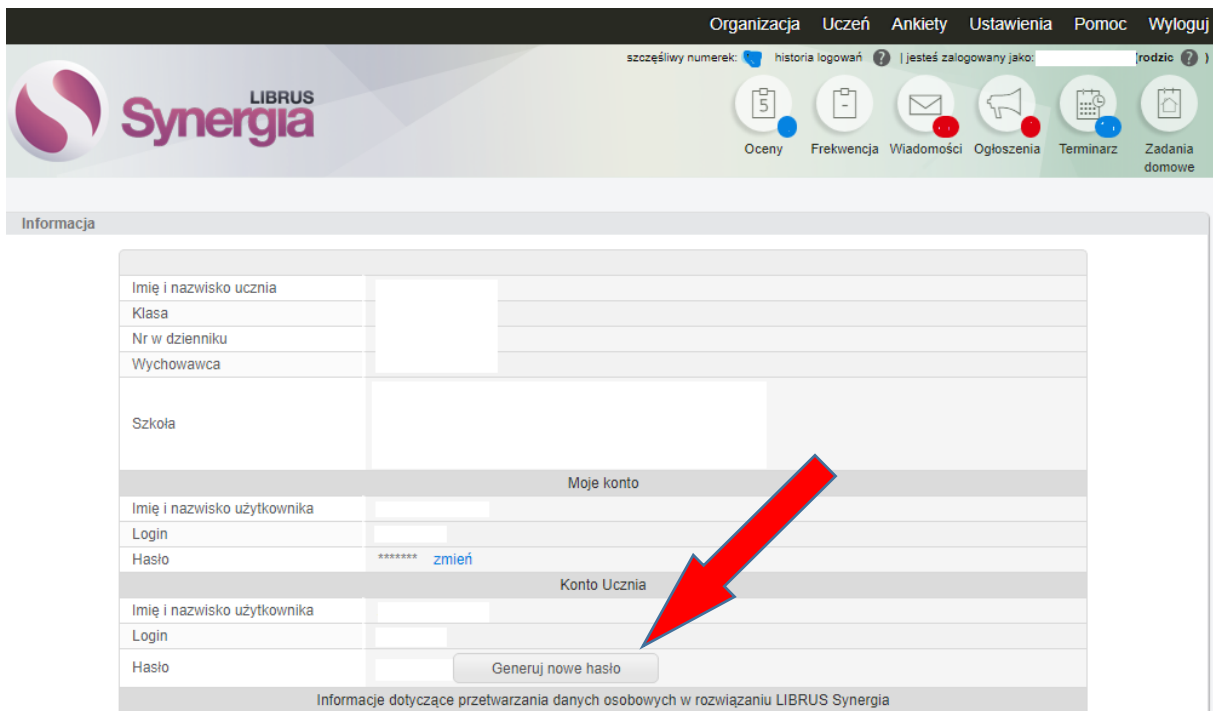 Organizacja Uczeń Ankiety Ustawienia Pomoc Wyloguj
szczęśliwy numerek: historia logowań ? | jesteś zalogowany jako: rodzic ? )
LIBRUS
Synergia
5 -
Oceny Frekwencja Wiadomości Ogłoszenia Terminarz Zadania
domowe
Informacja
Imię i nazwisko ucznia
Klasa
Nr w dzienniku
Wychowawca
Szkoła
Moje konto
Imię i nazwisko użytkownika
Login
Hasło ******* zmień
Konto Ucznia
Imię i nazwisko użytkownika
Login
Hasło Generuj nowe hasło
Informacje dotyczące przetwarzania danych osobowych w rozwiązaniu LIBRUS Synergia